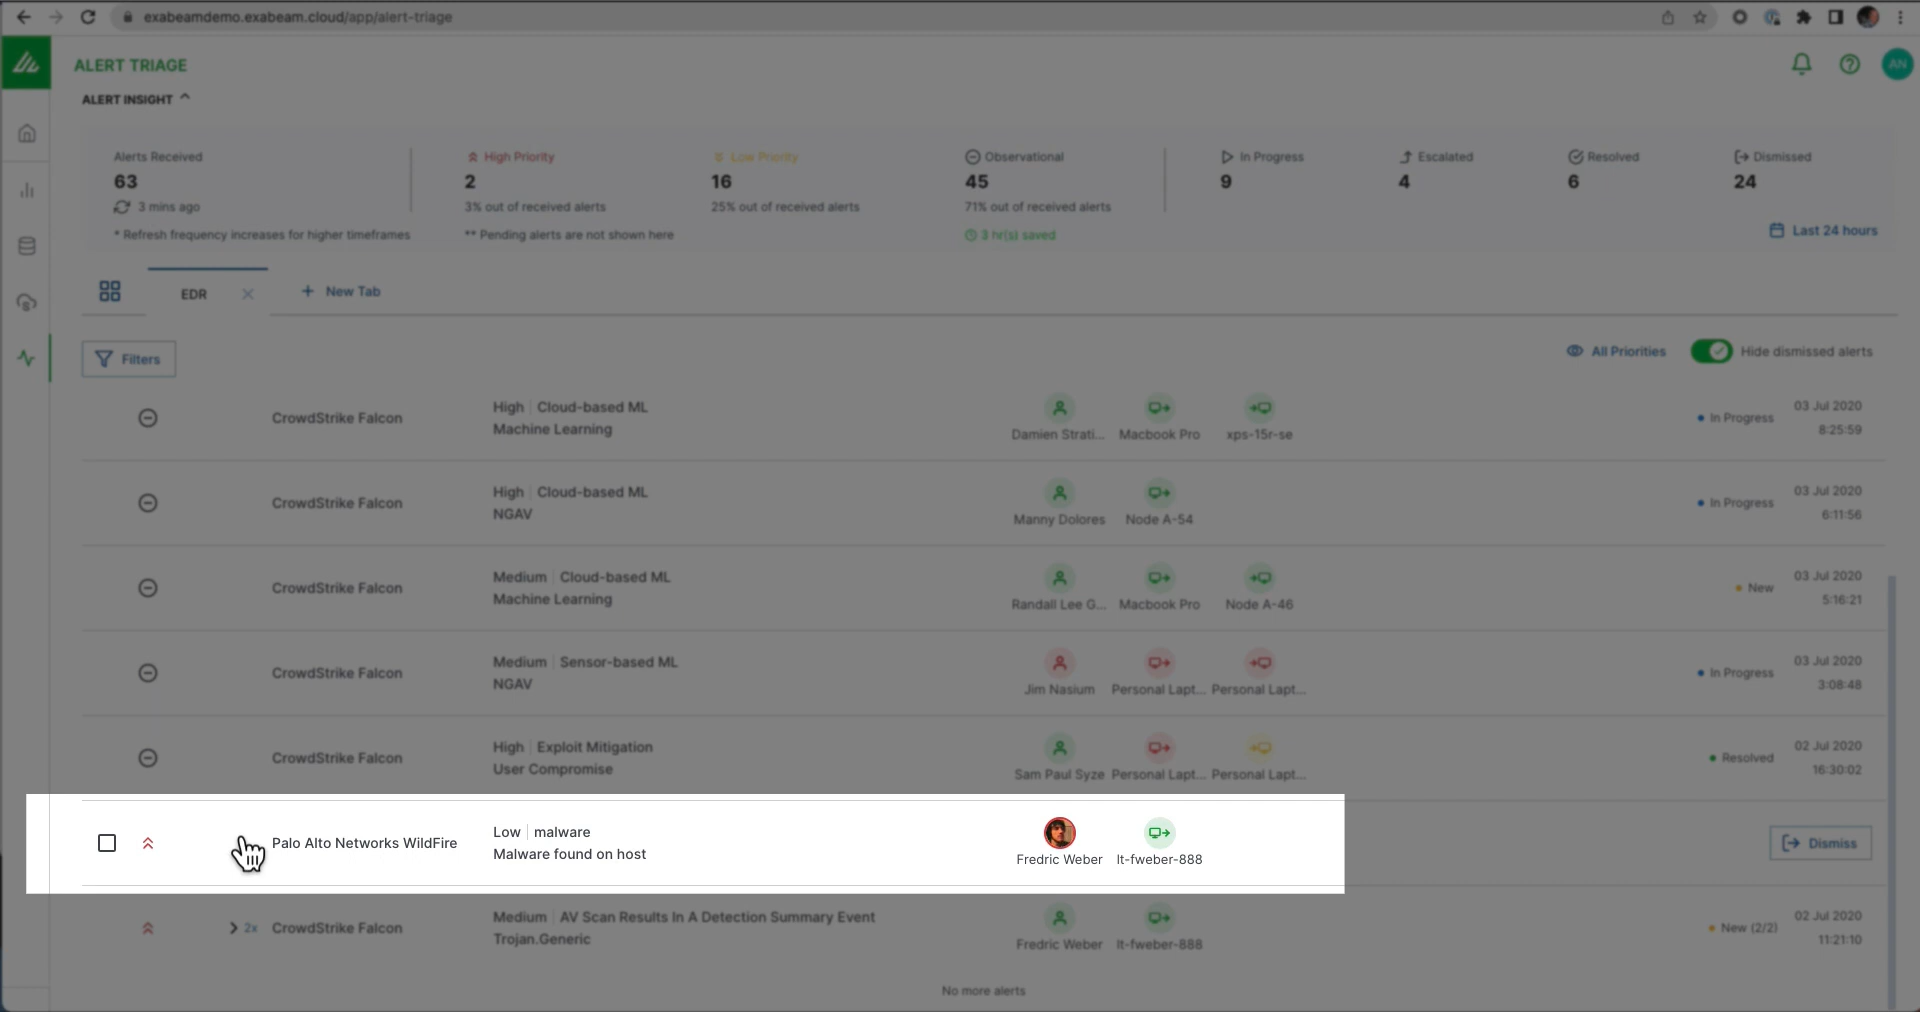 exabeamdemo.exabeam.cloud/app/alert-triage
ALERT TRIAGE
AN
ALERT INSIGHT
Alerts Received
63
3 mins ago
* Refresh frequency increases for higher timeframes
High Priority
2
3% out of received alerts
** Pending alerts are not shown here
Low Priority
16
25% out of received alerts
Observational
45
71% out of received alerts
3 hr(s) saved
In Progress
9
Escalated
4
Resolved
6
Dismissed
24
Last 24 hours
EDR
New Tab
Filters
All Priorities
Hide dismissed alerts
CrowdStrike Falcon
High | Cloud-based ML
Machine Learning
Damien Strati... Macbook Pro xps-15r-se
In Progress
03 Jul 2020
8:25:59
CrowdStrike Falcon
High | Cloud-based ML
NGAV
Manny Dolores Node A-54
In Progress
03 Jul 2020
6:11:56
CrowdStrike Falcon
Medium | Cloud-based ML
Machine Learning
Randall Lee G... Macbook Pro Node A-46
New
03 Jul 2020
5:16:21
CrowdStrike Falcon
Medium | Sensor-based ML
NGAV
Jim Nasium Personal Lapt... Personal Lapt...
In Progress
03 Jul 2020
3:08:48
CrowdStrike Falcon
High | Exploit Mitigation
User Compromise
Sam Paul Syze Personal Lapt... Personal Lapt...
Resolved
02 Jul 2020
16:30:02
Palo Alto Networks WildFire
Low | malware
Malware found on host
Fredric Weber lt-fweber-888
Dismiss
2x CrowdStrike Falcon
Medium | AV Scan Results In A Detection Summary Event
Trojan.Generic
Fredric Weber lt-fweber-888
New (2/2)
02 Jul 2020
11:21:10
No more alerts